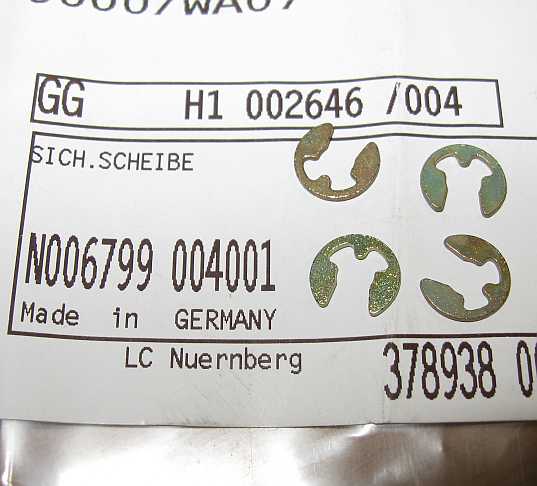 GG H1 002646 /004
SICH.SCHEIBE
N006799 004001
Made in GERMANY
LC Nuernberg
378938